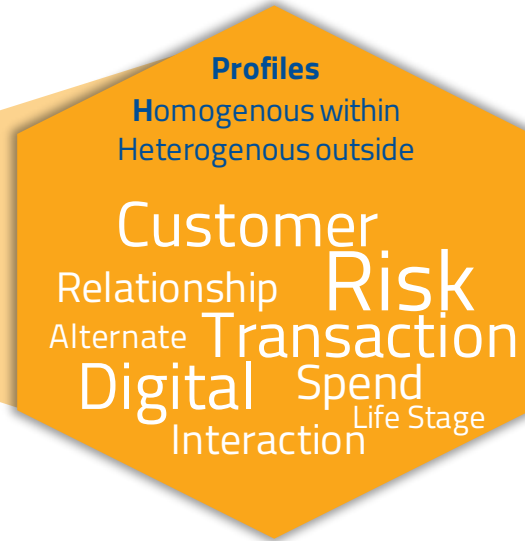 Profiles
Homogenous within
Heterogenous outside
Customer
Relationship Risk
Alternate Transaction
Digital Spend
Life Stage
Interaction